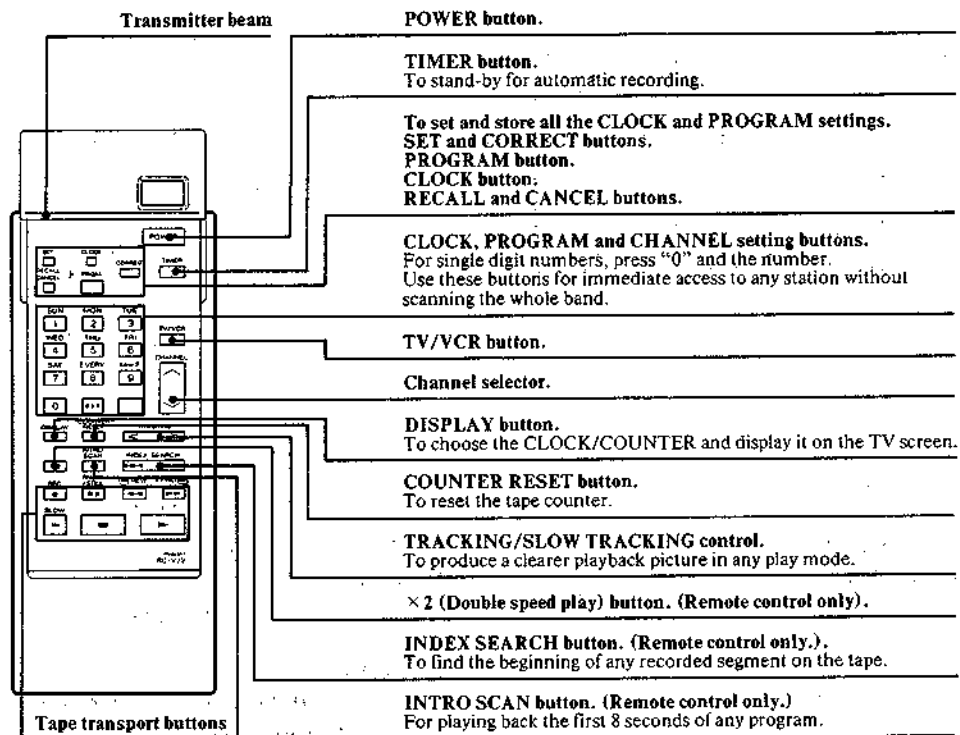 Transmitter beam
POWER button.
TIMER button.
To stand-by for automatic recording.
To set and store all the CLOCK and PROGRAM settings.
SET and CORRECT buttons.
PROGRAM button.
CLOCK button.
RECALL and CANCEL buttons.
CLOCK, PROGRAM and CHANNEL setting buttons.
For single digit numbers, press “0” and the number.
Use these buttons for immediate access to any station without
scanning the whole band.
TV/VCR button.
Channel selector.
DISPLAY button.
To choose the CLOCK/COUNTER and display it on the TV screen.
COUNTER RESET button.
To reset the tape counter.
TRACKING/SLOW TRACKING control.
To produce a clearer playback picture in any play mode.
×2 (Double speed play) button. (Remote control only).
INDEX SEARCH button. (Remote control only.).
To find the beginning of any recorded segment on the tape.
INTRO SCAN button. (Remote control only.)
For playing back the first 8 seconds of any program.
Tape transport buttons
POWER
SET CLOCK CORRECT TIMER
RECALL
CANCEL
SUN MON TUE
1 2 3
WED THU FRI TV/VCR
4 5 6
CHANNEL
SAT EVERY
7 8 9
0
DISPLAY
INTRO
SCAN INDEX SEARCH
REC
SLOW